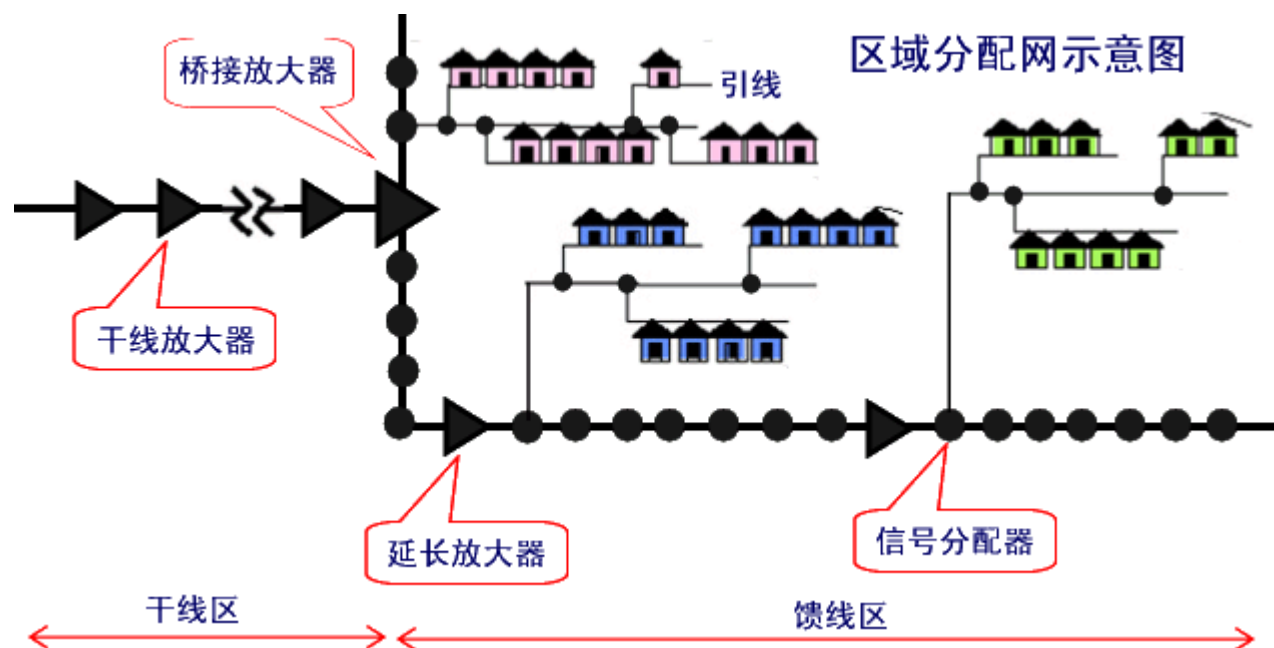 区域分配网示意图
桥接放大器
引线
干线放大器
延长放大器
信号分配器
干线区
馈线区